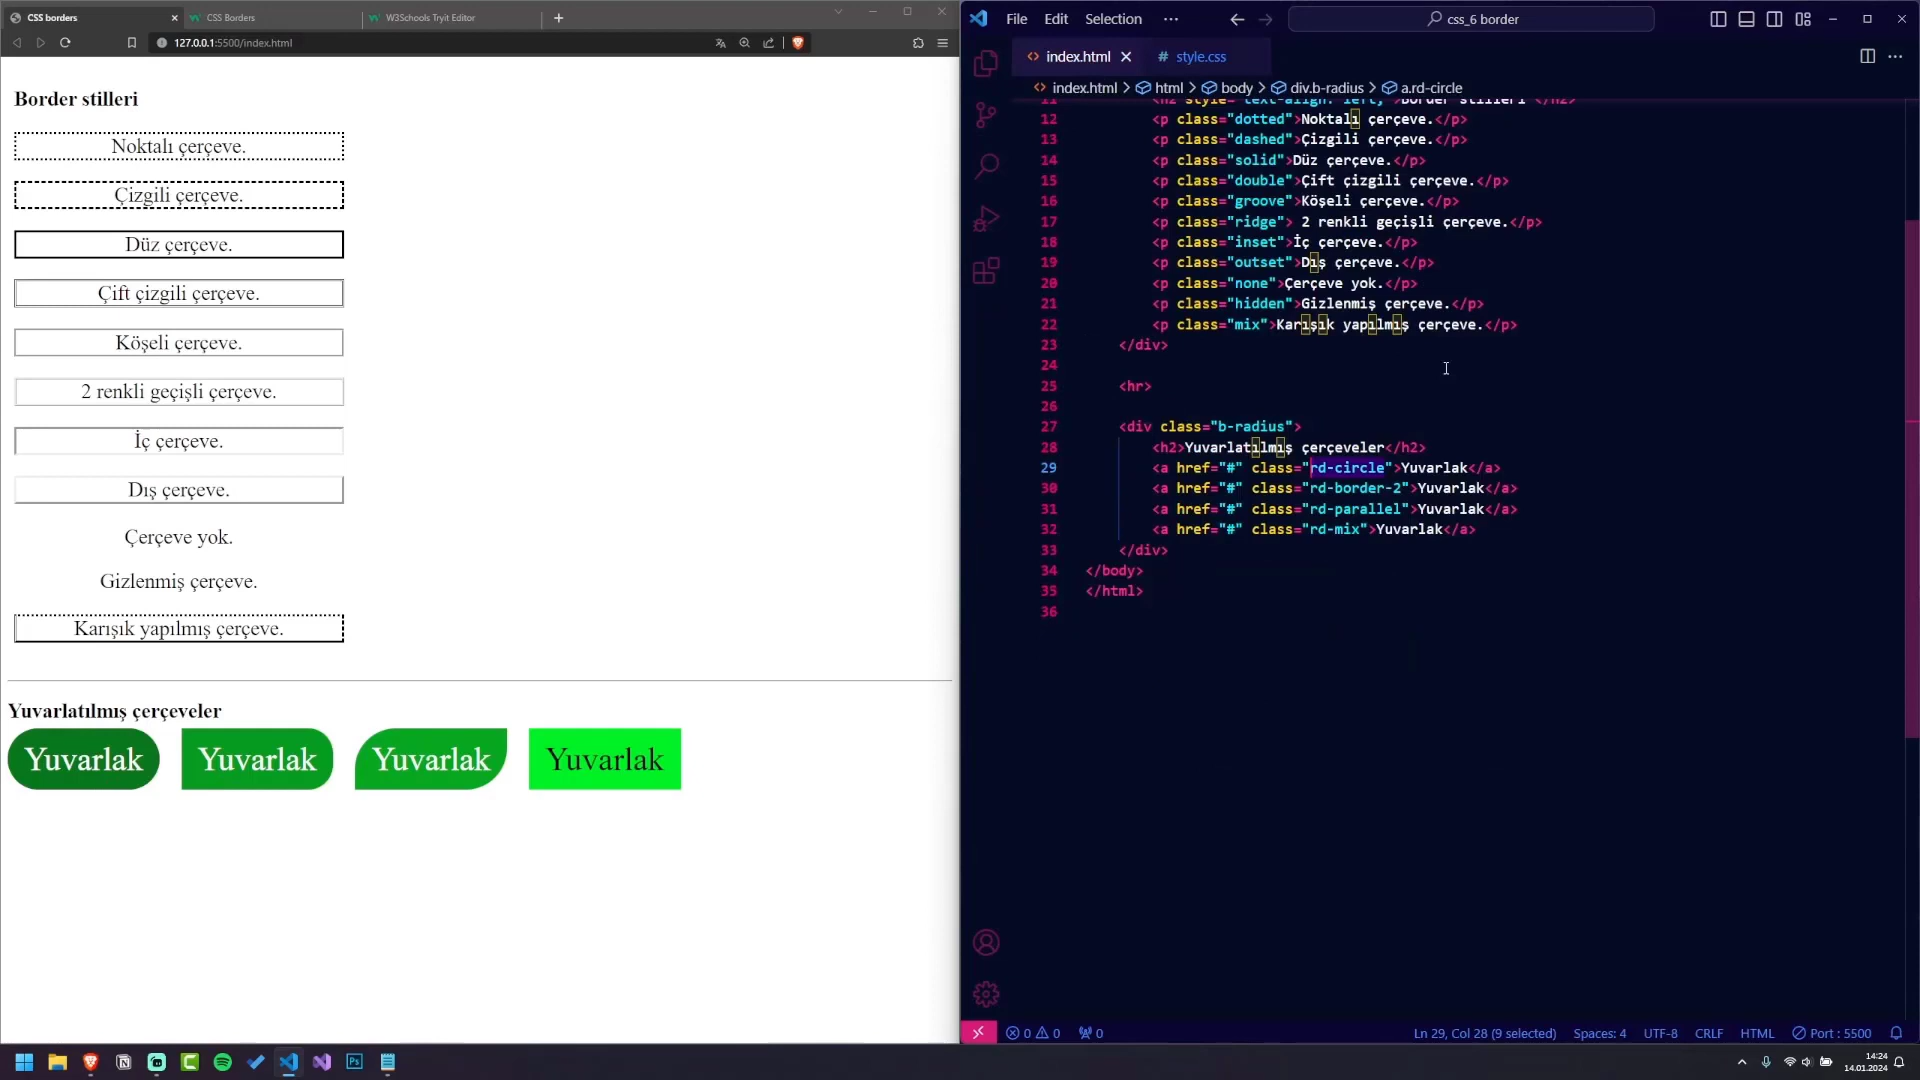 CSS borders
CSS Borders
W3Schools Tryit Editor
127.0.0.1:5500/index.html
Border stilleri
Noktalı çerçeve.
Çizgili çerçeve.
Düz çerçeve.
Çift çizgili çerçeve.
Köşeli çerçeve.
2 renkli geçişli çerçeve.
İç çerçeve.
Dış çerçeve.
Çerçeve yok.
Gizlenmiş çerçeve.
Karışık yapılmış çerçeve.
Yuvarlatılmış çerçeveler
Yuvarlak Yuvarlak Yuvarlak Yuvarlak
File Edit Selection ··· css_6 border
<> index.html # style.css
<> index.html > html > body > div.b-radius > a.rd-circle
11 <h2 style="text-align: left;">Border stilleri </h2>
12 <p class="dotted">Noktalı çerçeve.</p>
13 <p class="dashed">Çizgili çerçeve.</p>
14 <p class="solid">Düz çerçeve.</p>
15 <p class="double">Çift çizgili çerçeve.</p>
16 <p class="groove">Köşeli çerçeve.</p>
17 <p class="ridge"> 2 renkli geçişli çerçeve.</p>
18 <p class="inset">İç çerçeve.</p>
19 <p class="outset">Dış çerçeve.</p>
20 <p class="none">Çerçeve yok.</p>
21 <p class="hidden">Gizlenmiş çerçeve.</p>
22 <p class="mix">Karışık yapılmış çerçeve.</p>
23 </div>
24
25 <hr>
26
27 <div class="b-radius">
28 <h2>Yuvarlatılmış çerçeveler</h2>
29 <a href="#" class="rd-circle">Yuvarlak</a>
30 <a href="#" class="rd-border-2">Yuvarlak</a>
31 <a href="#" class="rd-parallel">Yuvarlak</a>
32 <a href="#" class="rd-mix">Yuvarlak</a>
33 </div>
34 </body>
35 </html>
36
0 0 0 Ln 29, Col 28 (9 selected) Spaces: 4 UTF-8 CRLF HTML Port : 5500
Ps
14:24
14.01.2024